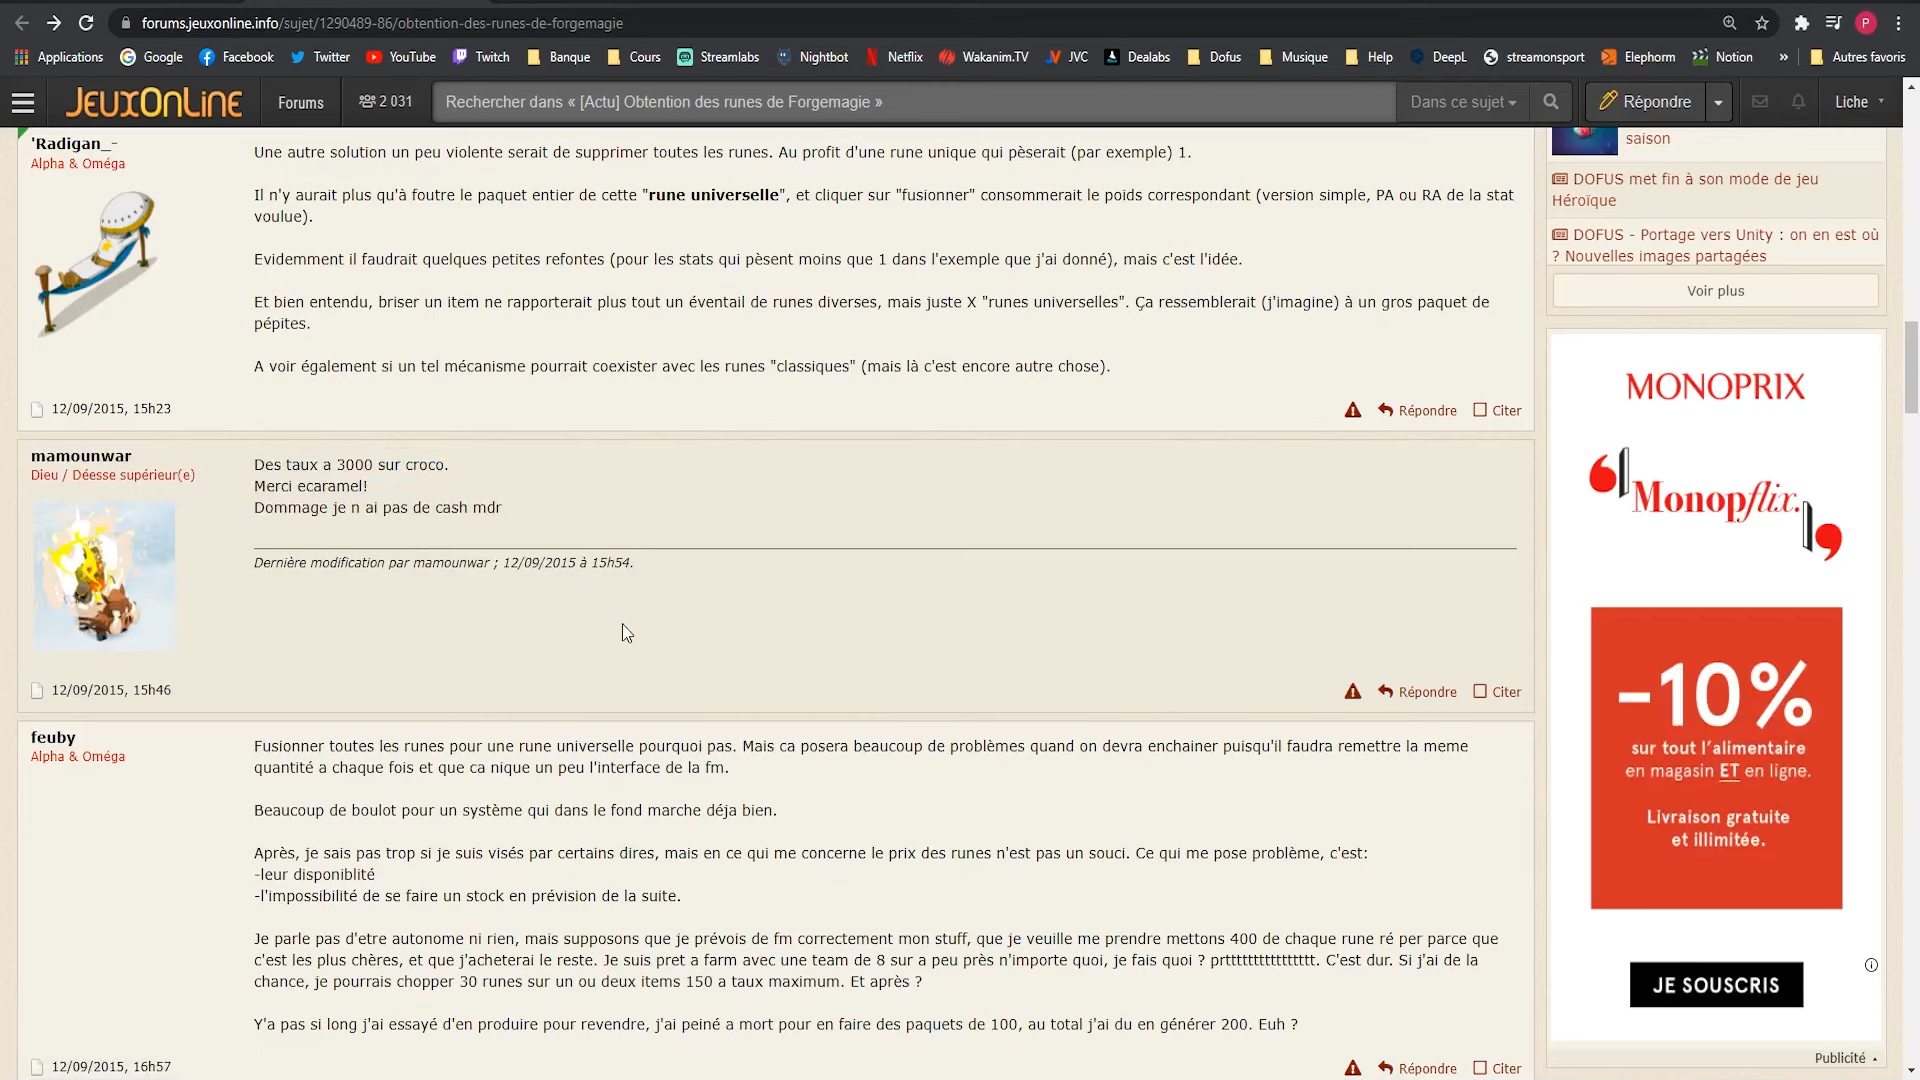 forums.jeuxonline.info/sujet/1290489-86/obtention-des-runes-de-forgemagie
P
Applications Google Facebook Twitter YouTube Twitch Banque Cours Streamlabs Nightbot Netflix Wakanim.TV JVC Dealabs Dofus Musique Help DeepL streamonsport Elephorm Notion » Autres favoris
JEUXONLINE Forums 2 031 Rechercher dans « [Actu] Obtention des runes de Forgemagie » Dans ce sujet Répondre Liche
'Radigan_-
Alpha & Oméga
Une autre solution un peu violente serait de supprimer toutes les runes. Au profit d'une rune unique qui pèserait (par exemple) 1.
Il n'y aurait plus qu'à foutre le paquet entier de cette "rune universelle", et cliquer sur "fusionner" consommerait le poids correspondant (version simple, PA ou RA de la stat
voulue).
Evidemment il faudrait quelques petites refontes (pour les stats qui pèsent moins que 1 dans l'exemple que j'ai donné), mais c'est l'idée.
Et bien entendu, briser un item ne rapporterait plus tout un éventail de runes diverses, mais juste X "runes universelles". Ça ressemblerait (j'imagine) à un gros paquet de
pépites.
A voir également si un tel mécanisme pourrait coexister avec les runes "classiques" (mais là c'est encore autre chose).
12/09/2015, 15h23
Répondre Citer
mamounwar
Dieu / Déesse supérieur(e)
Des taux a 3000 sur croco.
Merci ecaramel!
Dommage je n ai pas de cash mdr
Dernière modification par mamounwar ; 12/09/2015 à 15h54.
12/09/2015, 15h46
Répondre Citer
feuby
Alpha & Oméga
Fusionner toutes les runes pour une rune universelle pourquoi pas. Mais ca posera beaucoup de problèmes quand on devra enchainer puisqu'il faudra remettre la meme
quantité a chaque fois et que ca nique un peu l'interface de la fm.
Beaucoup de boulot pour un système qui dans le fond marche déja bien.
Après, je sais pas trop si je suis visés par certains dires, mais en ce qui me concerne le prix des runes n'est pas un souci. Ce qui me pose problème, c'est:
-leur disponiblité
-l'impossibilité de se faire un stock en prévision de la suite.
Je parle pas d'etre autonome ni rien, mais supposons que je prévois de fm correctement mon stuff, que je veuille me prendre mettons 400 de chaque rune ré per parce que
c'est les plus chères, et que j'acheterai le reste. Je suis pret a farm avec une team de 8 sur a peu près n'importe quoi, je fais quoi ? prttttttttttttttttt. C'est dur. Si j'ai de la
chance, je pourrais chopper 30 runes sur un ou deux items 150 a taux maximum. Et après ?
Y'a pas si long j'ai essayé d'en produire pour revendre, j'ai peiné a mort pour en faire des paquets de 100, au total j'ai du en générer 200. Euh ?
12/09/2015, 16h57
Répondre Citer
saison
DOFUS met fin à son mode de jeu
Héroïque
DOFUS - Portage vers Unity : on en est où
? Nouvelles images partagées
Voir plus
MONOPRIX
Monopflix.
-10%
sur tout l'alimentaire
en magasin ET en ligne.
Livraison gratuite
et illimitée.
JE SOUSCRIS
Publicité